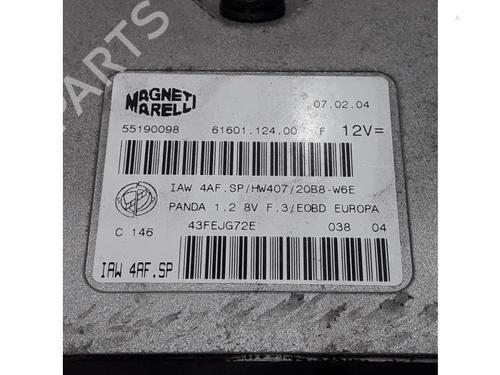 PARTS
MAGNETI
MARELLI
07.02.04
55190098 61601.124.00 F 12V=
IAW 4AF.SP/HW407/20B8-W6E
PANDA 1.2 8V F.3/EOBD EUROPA
C 146 43FEJG72E 038 04
IAW 4AF.SP